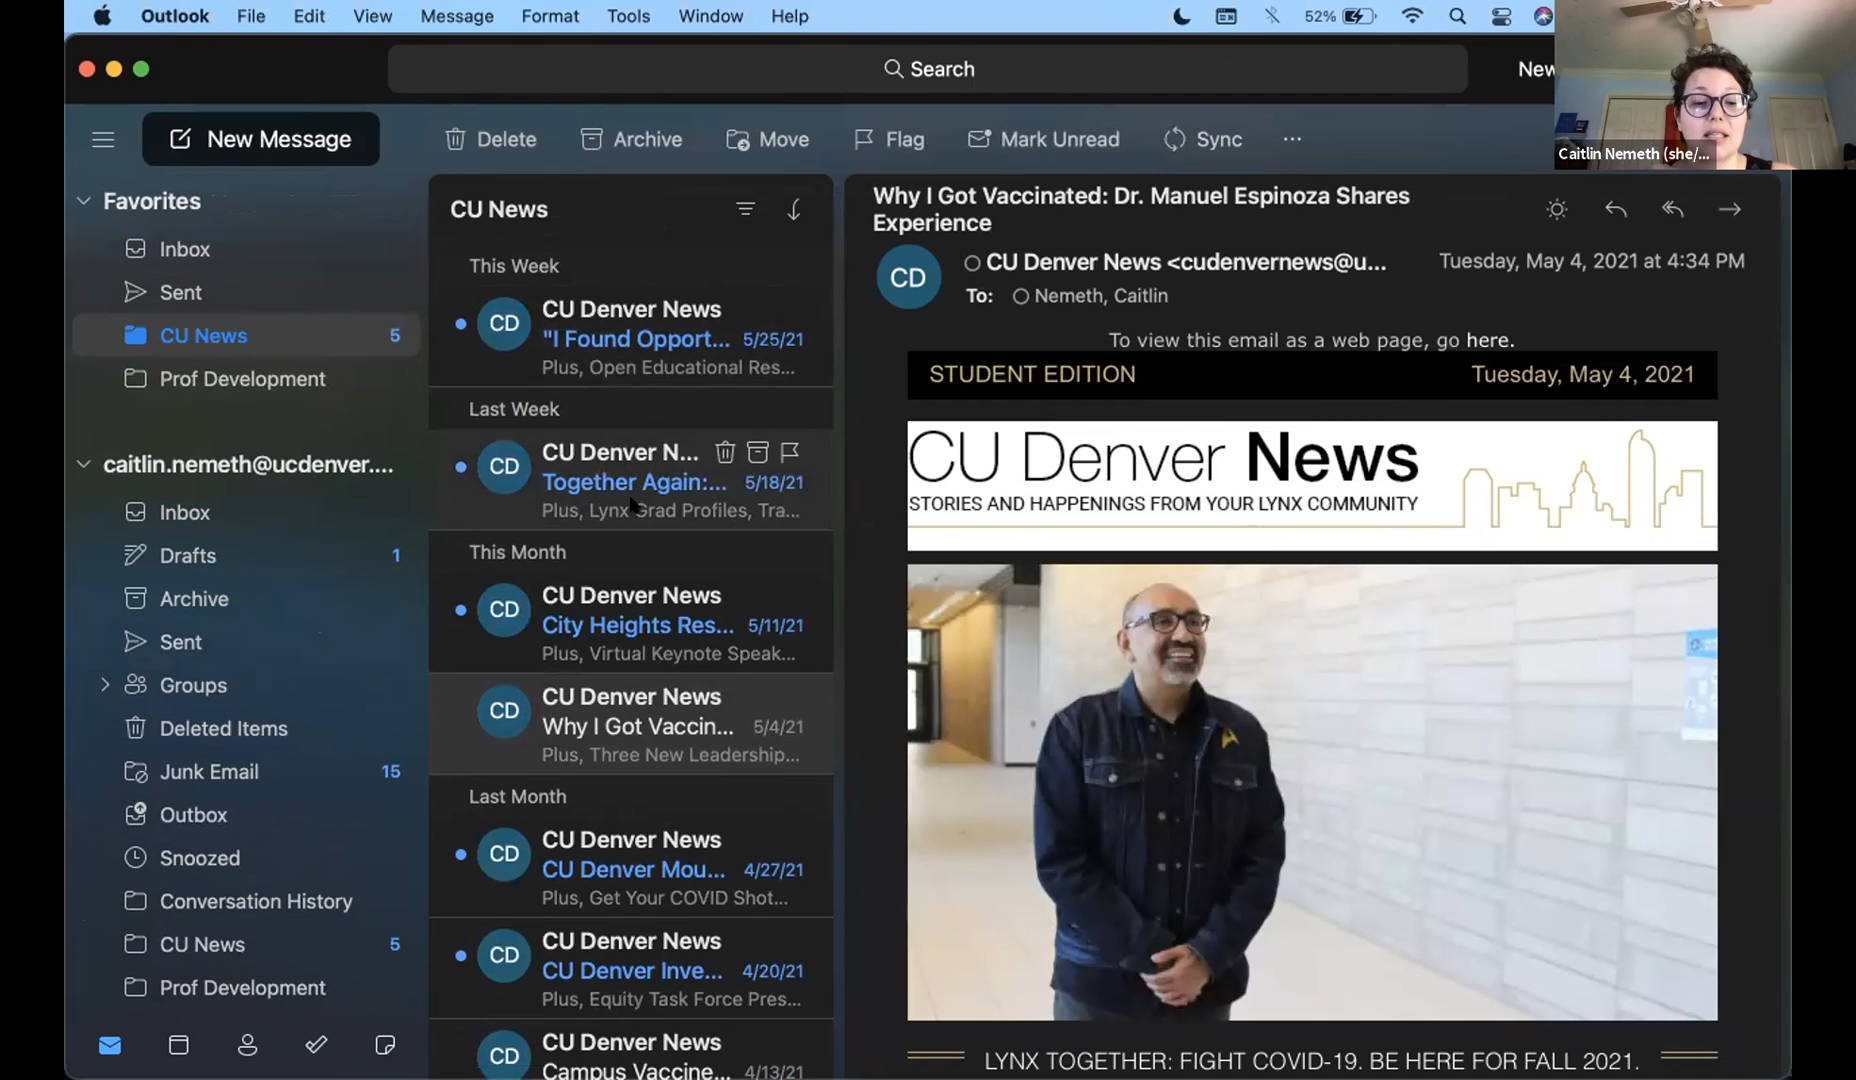 Outlook File Edit View Message Format Tools Window Help
52%
Search
New
Caitlin Nemeth (she/...
New Message
Delete Archive Move Flag Mark Unread Sync ...
Favorites
Inbox
Sent
CU News 5
Prof Development
caitlin.nemeth@ucdenver....
Inbox
Drafts 1
Archive
Sent
Groups
Deleted Items
Junk Email 15
Outbox
Snoozed
Conversation History
CU News 5
Prof Development
CU News
This Week
CD
CU Denver News
"I Found Opport... 5/25/21
Plus, Open Educational Res...
Last Week
CD
CU Denver N...
Together Again:... 5/18/21
Plus, Lynx Grad Profiles, Tra...
This Month
CD
CU Denver News
City Heights Res... 5/11/21
Plus, Virtual Keynote Speak...
CD
CU Denver News
Why I Got Vaccin... 5/4/21
Plus, Three New Leadership...
Last Month
CD
CU Denver News
CU Denver Mou... 4/27/21
Plus, Get Your COVID Shot...
CD
CU Denver News
CU Denver Inve... 4/20/21
Plus, Equity Task Force Pres...
CD
CU Denver News
Campus Vaccine... 4/13/21
Why I Got Vaccinated: Dr. Manuel Espinoza Shares
Experience
CD
CU Denver News <cudenvernews@u...
Tuesday, May 4, 2021 at 4:34 PM
To: Nemeth, Caitlin
To view this email as a web page, go here.
STUDENT EDITION Tuesday, May 4, 2021
CU Denver News
STORIES AND HAPPENINGS FROM YOUR LYNX COMMUNITY
LYNX TOGETHER: FIGHT COVID-19. BE HERE FOR FALL 2021.